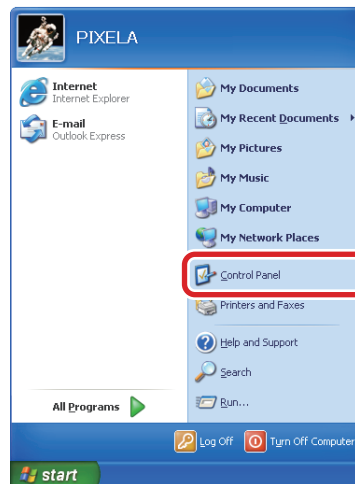 PIXELA
Internet
Internet Explorer
E-mail
Outlook Express
All Programs
My Documents
My Recent Documents
My Pictures
My Music
My Computer
My Network Places
Control Panel
Printers and Faxes
Help and Support
Search
Run...
Log Off
Turn Off Computer
start